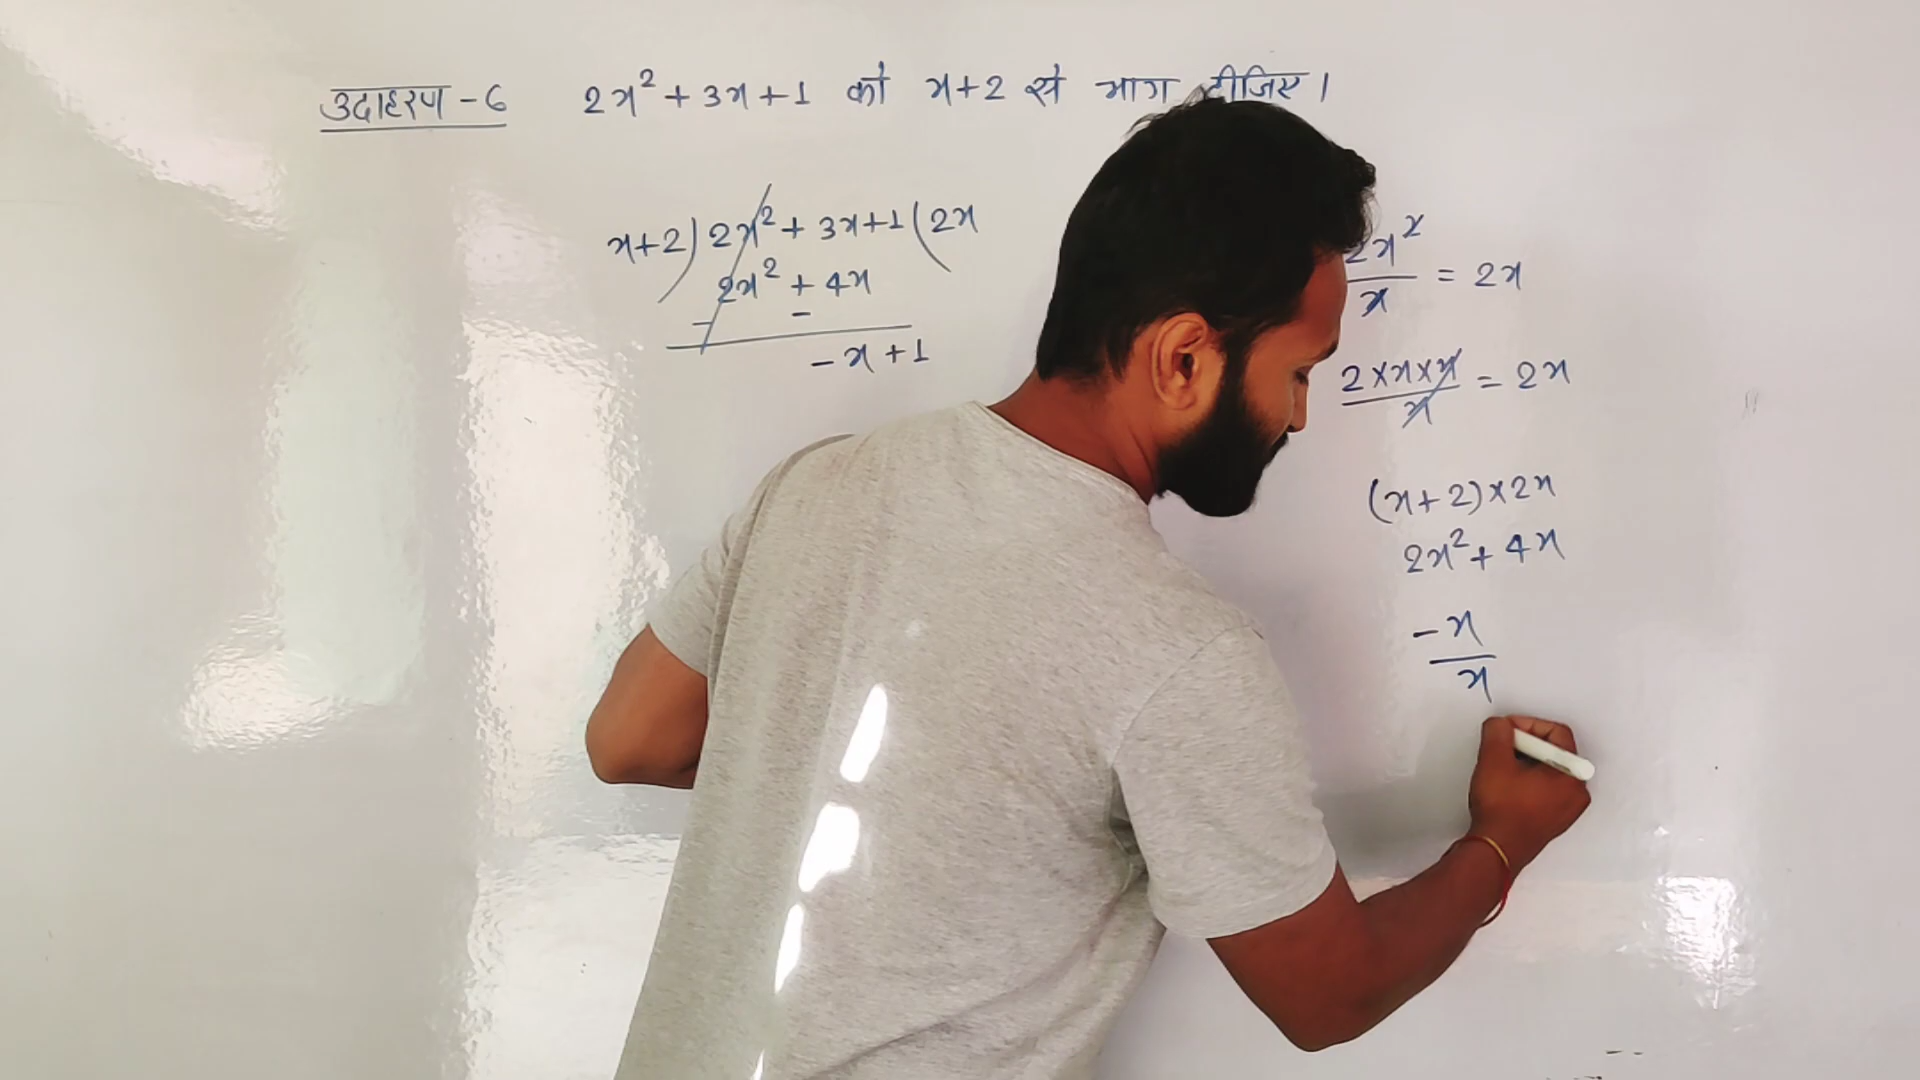 उदाहरण - 6 2x² + 3x + 1 को x + 2 से भाग दीजिए।
x+2) 2x² + 3x + 1 ( 2x
2x² + 4x
- -
- x + 1
2x² / x = 2x
2 × x × x / x = 2x
(x + 2) × 2x
2x² + 4x
- x / x